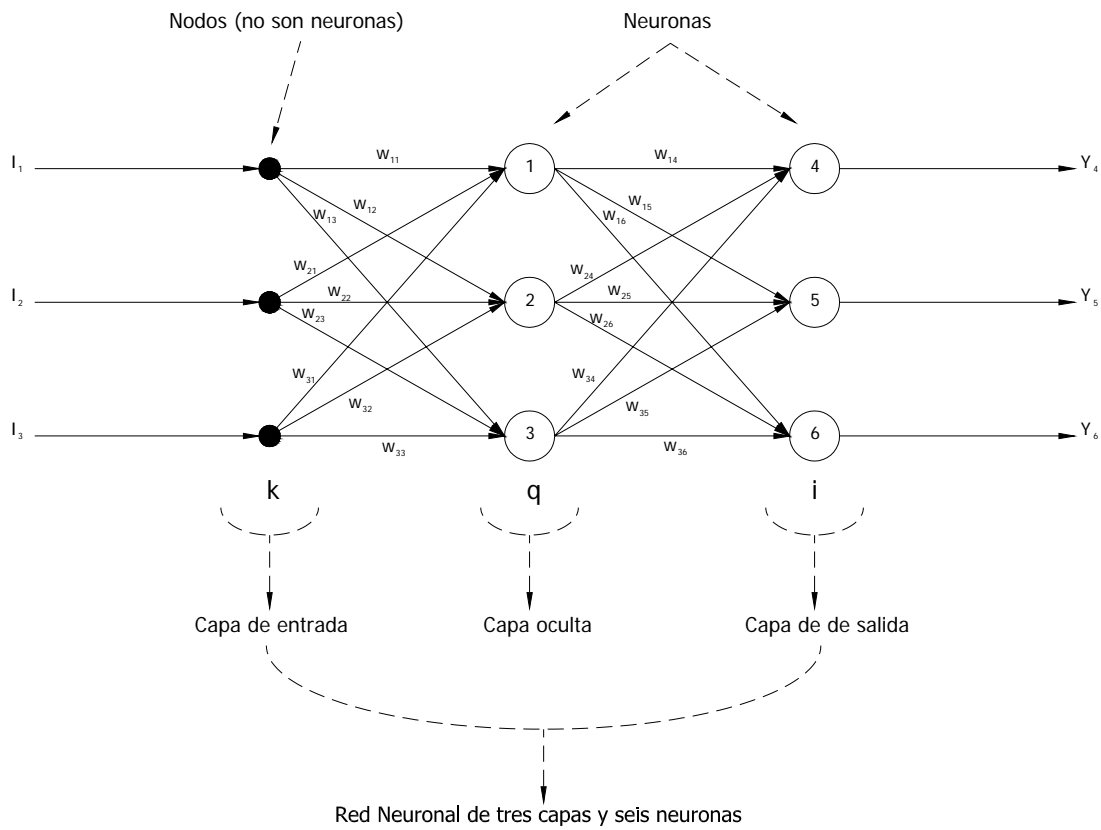 Nodos (no son neuronas)
Neuronas
I₁
W₁₁
1
W₁₄
4
Y₄
W₁₂
W₁₃
W₁₅
W₁₆
W₂₁
W₂₄
I₂
W₂₂
2
W₂₅
5
Y₅
W₂₃
W₂₆
W₃₁
W₃₄
W₃₂
W₃₅
I₃
W₃₃
3
W₃₆
6
Y₆
k
q
i
Capa de entrada
Capa oculta
Capa de de salida
Red Neuronal de tres capas y seis neuronas